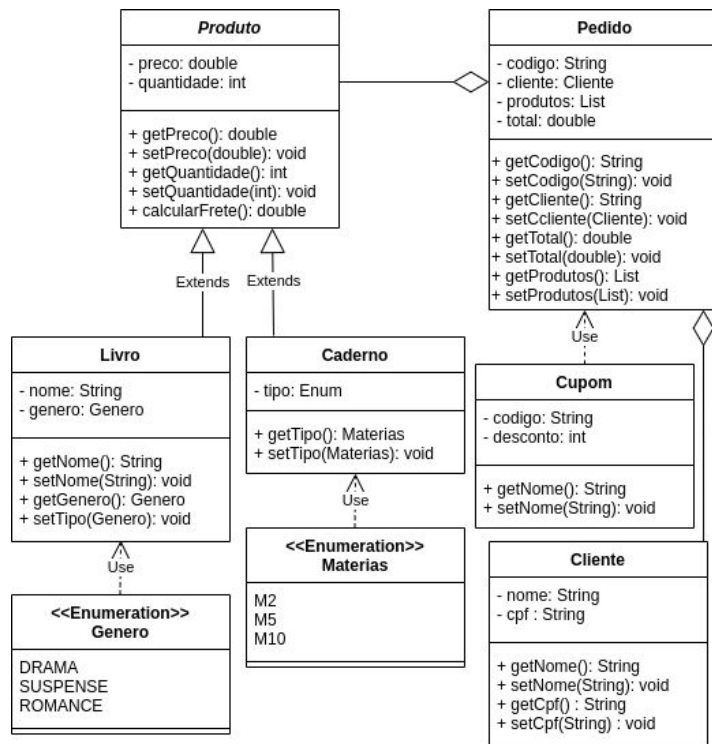 Produto
- preco: double
- quantidade: int
+ getPreco(): double
+ setPreco(double): void
+ getQuantidade(): int
+ setQuantidade(int): void
+ calcularFrete(): double
Pedido
- codigo: String
- cliente: Cliente
- produtos: List
- total: double
+ getCodigo(): String
+ setCodigo(String): void
+ getCliente(): String
+ setCcliente(Cliente): void
+ getTotal(): double
+ setTotal(double): void
+ getProdutos(): List
+ setProdutos(List): void
Extends
Extends
Use
Livro
- nome: String
- genero: Genero
+ getNome(): String
+ setNome(String): void
+ getGenero(): Genero
+ setTipo(Genero): void
Caderno
- tipo: Enum
+ getTipo(): Materias
+ setTipo(Materias): void
Cupom
- codigo: String
- desconto: int
+ getNome(): String
+ setNome(String): void
Use
Use
<<Enumeration>>
Genero
DRAMA
SUSPENSE
ROMANCE
<<Enumeration>>
Materias
M2
M5
M10
Cliente
- nome: String
- cpf : String
+ getNome(): String
+ setNome(String): void
+ getCpf() : String
+ setCpf(String) : void